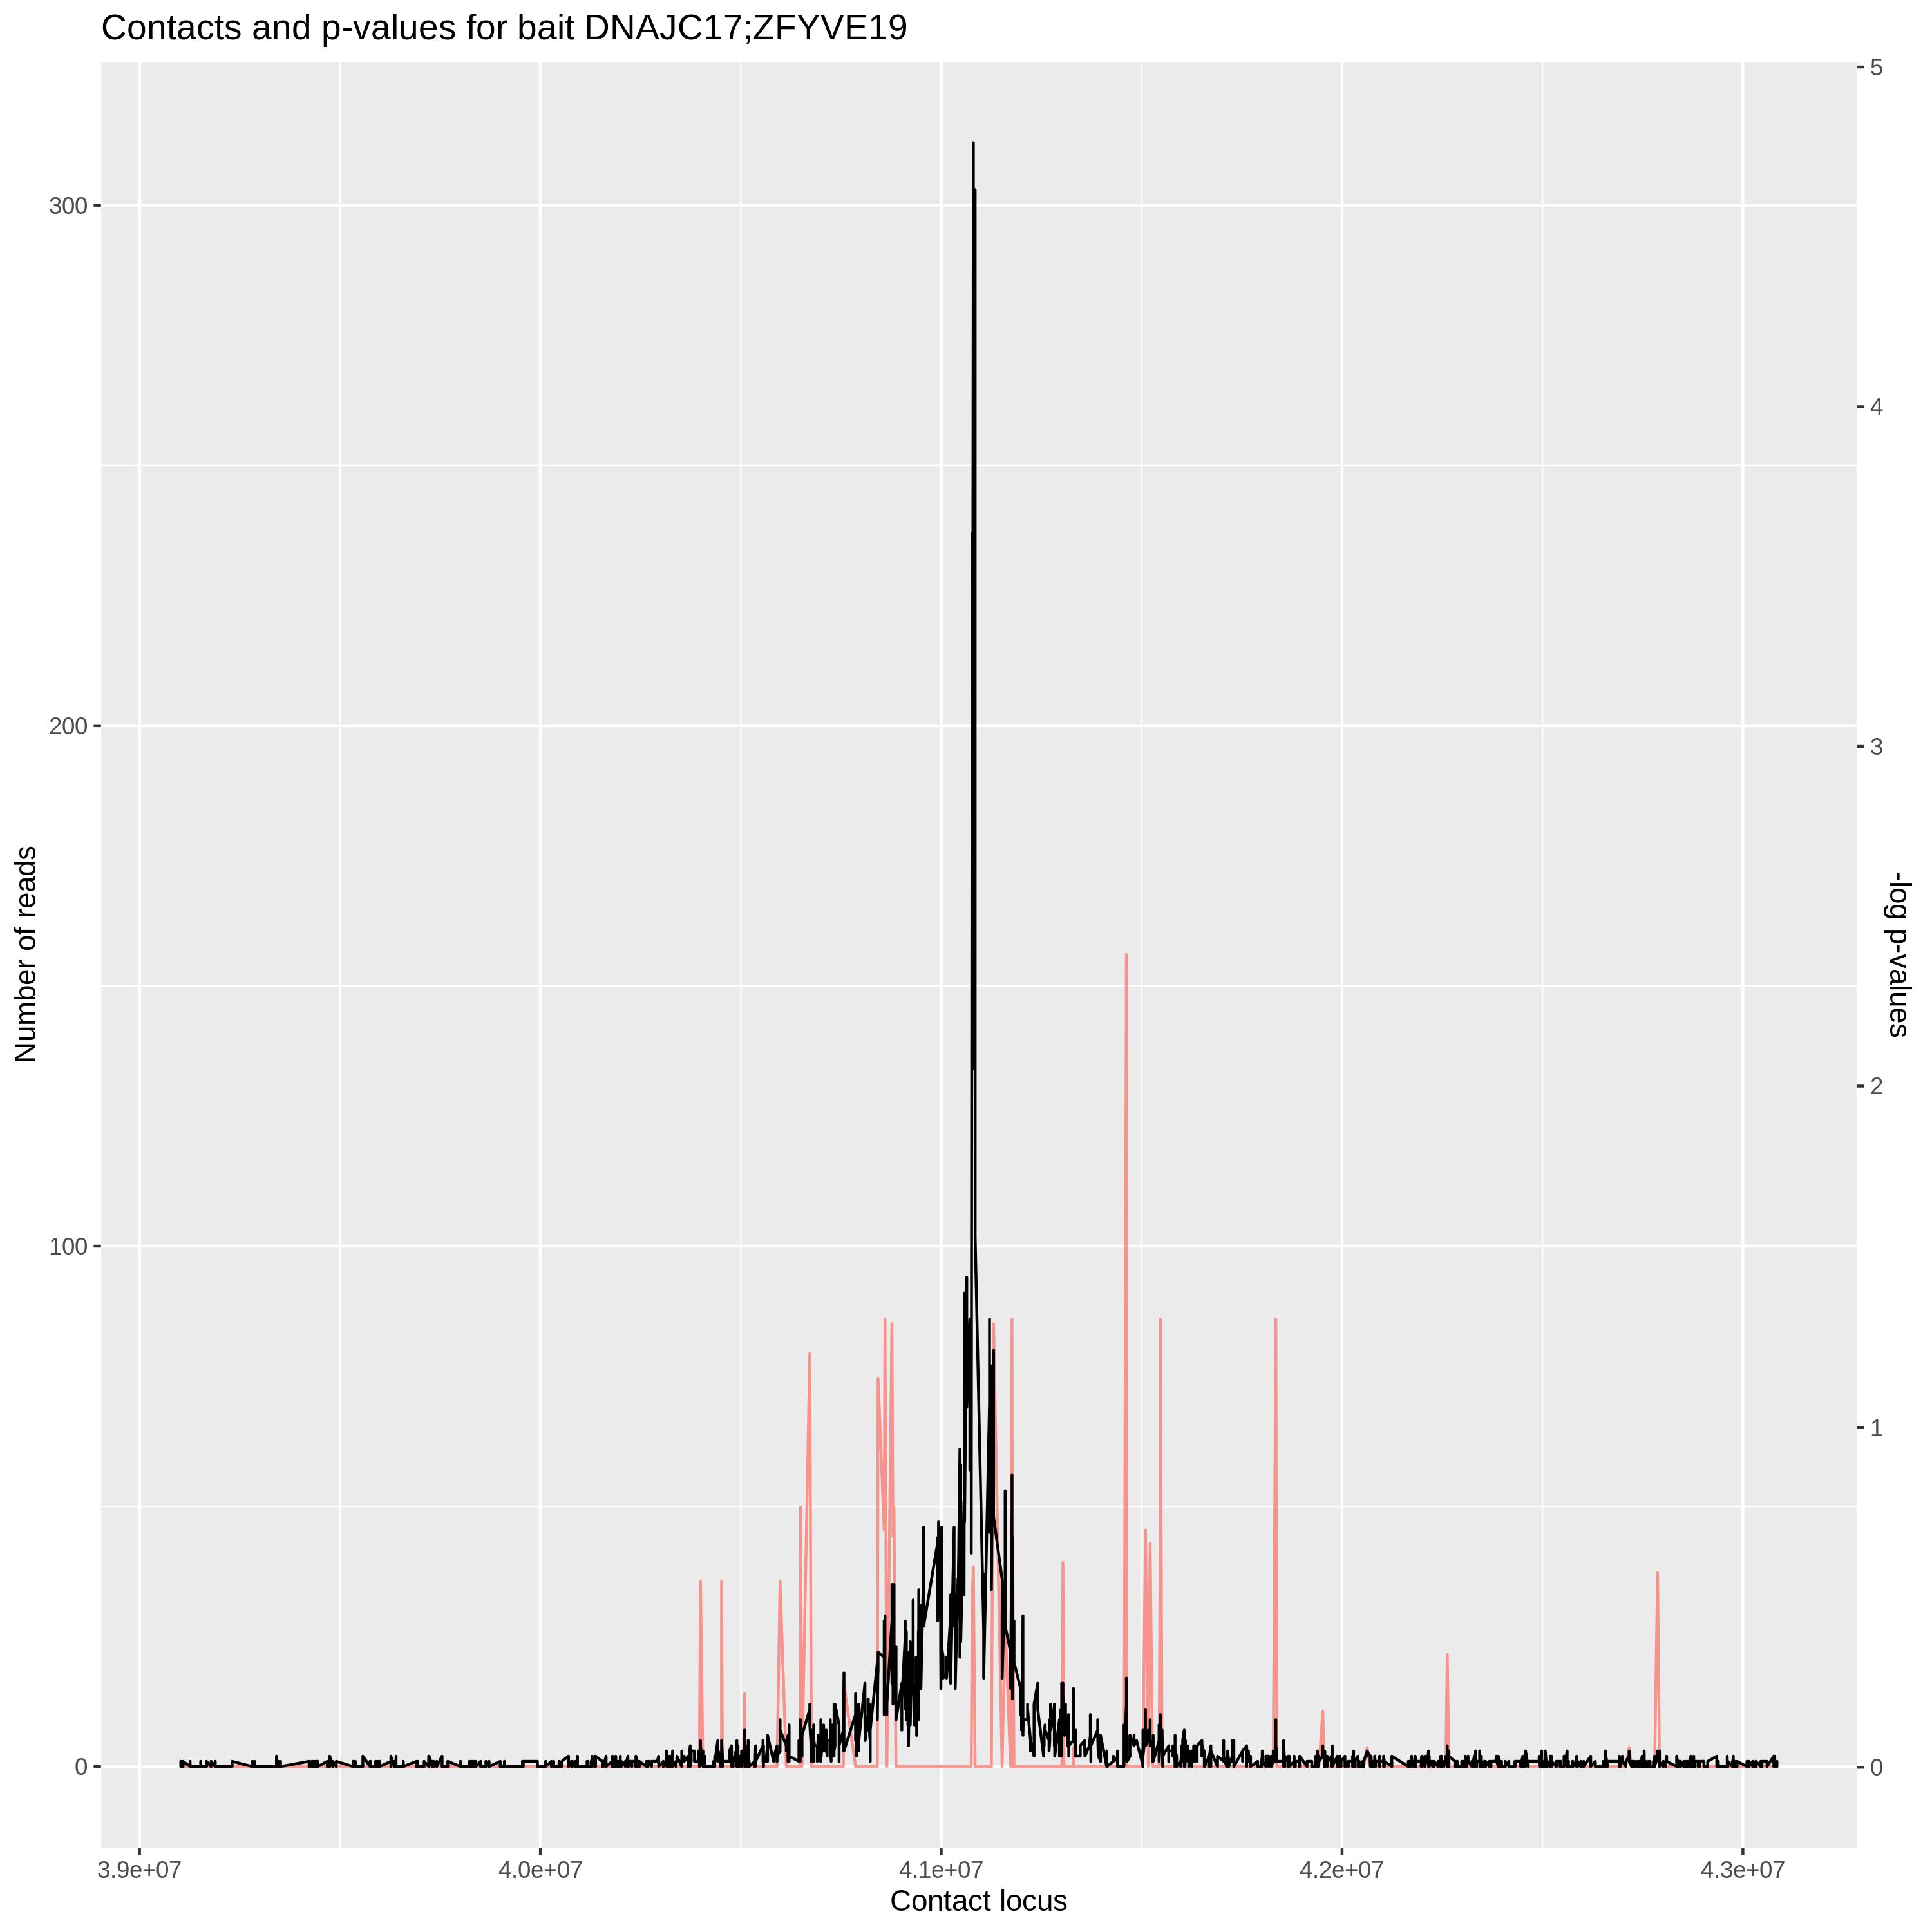 Contacts and p-values for bait DNAJC17;ZFYVE19
300
200
100
0
Number of reads
5
4
3
2
1
0
-log p-values
3.9e+07
4.0e+07
4.1e+07
4.2e+07
4.3e+07
Contact locus